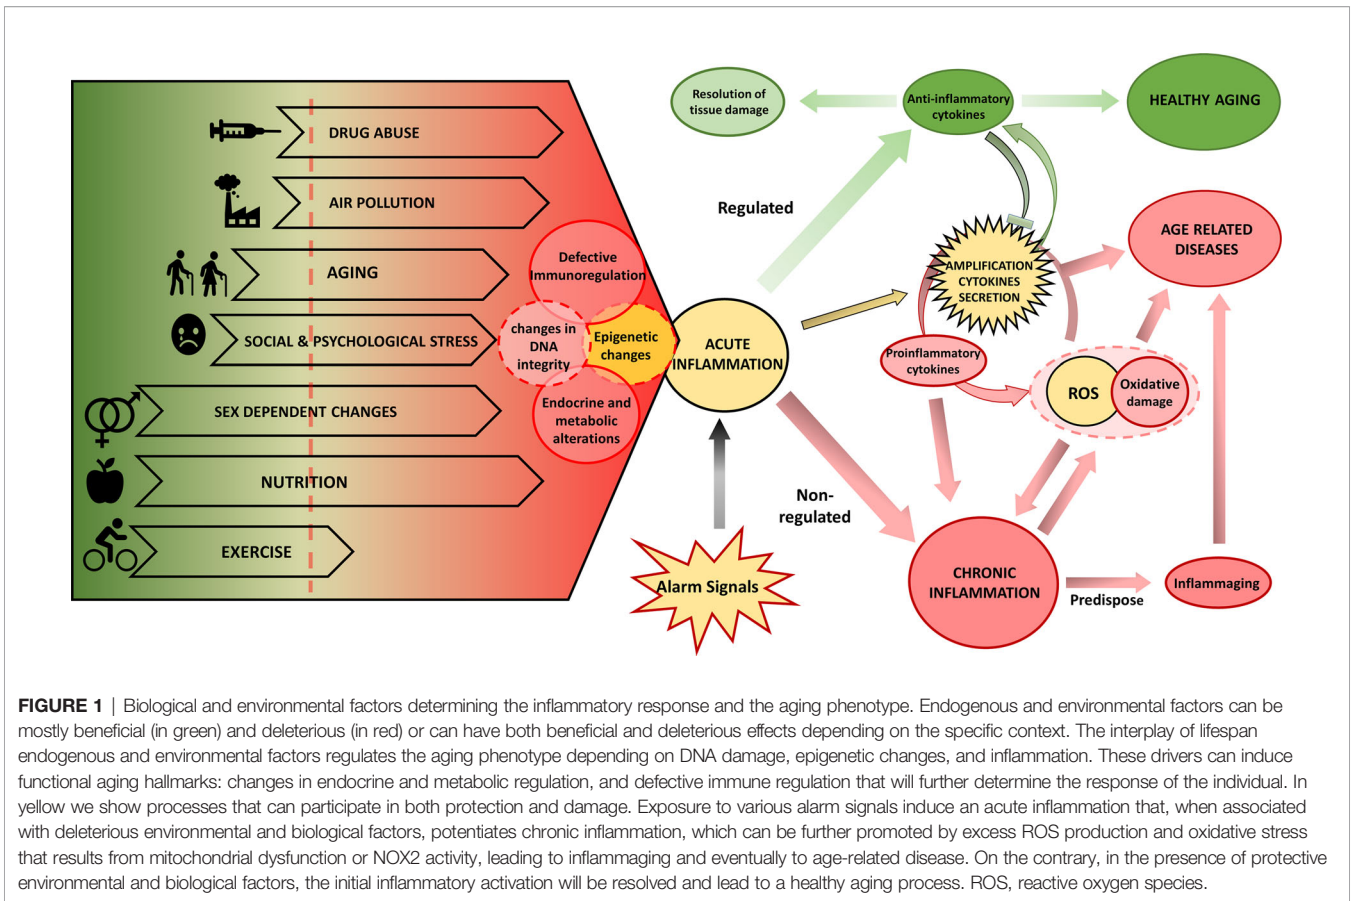 DRUG ABUSE
AIR POLLUTION
AGING
SOCIAL & PSYCHOLOGICAL STRESS
SEX DEPENDENT CHANGES
NUTRITION
EXERCISE
Defective
Immunoregulation
changes in
DNA
integrity
Epigenetic
changes
Endocrine and
metabolic
alterations
ACUTE
INFLAMMATION
Alarm Signals
Regulated
Non-
regulated
Resolution of
tissue damage
Anti-inflammatory
cytokines
HEALTHY AGING
AMPLIFICATION
CYTOKINES
SECRETION
AGE RELATED
DISEASES
Proinflammatory
cytokines
ROS
Oxidative
damage
CHRONIC
INFLAMMATION
Predispose
Inflammaging
FIGURE 1 | Biological and environmental factors determining the inflammatory response and the aging phenotype. Endogenous and environmental factors can be
mostly beneficial (in green) and deleterious (in red) or can have both beneficial and deleterious effects depending on the specific context. The interplay of lifespan
endogenous and environmental factors regulates the aging phenotype depending on DNA damage, epigenetic changes, and inflammation. These drivers can induce
functional aging hallmarks: changes in endocrine and metabolic regulation, and defective immune regulation that will further determine the response of the individual. In
yellow we show processes that can participate in both protection and damage. Exposure to various alarm signals induce an acute inflammation that, when associated
with deleterious environmental and biological factors, potentiates chronic inflammation, which can be further promoted by excess ROS production and oxidative stress
that results from mitochondrial dysfunction or NOX2 activity, leading to inflammaging and eventually to age-related disease. On the contrary, in the presence of protective
environmental and biological factors, the initial inflammatory activation will be resolved and lead to a healthy aging process. ROS, reactive oxygen species.